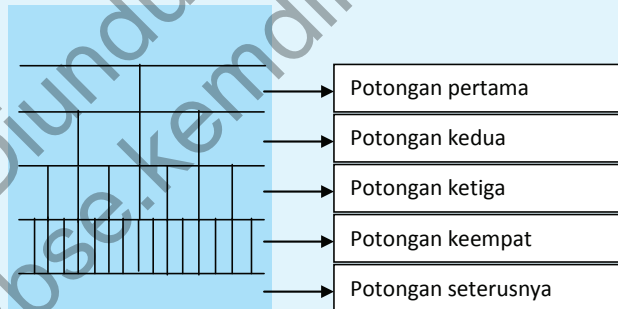 Potongan pertama
Potongan kedua
Potongan ketiga
Potongan keempat
Potongan seterusnya